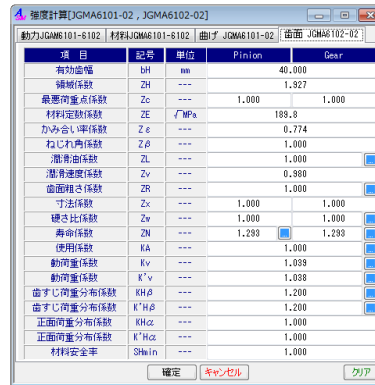 強度計算[JGMA6101-02 , JGMA6102-02]
動力JGAM6101-6102 材料JGMA6101-6102 曲げ JGMA6101-02 歯面 JGMA6102-02
項 目 記号 単位 Pinion Gear
有効歯幅 bH mm 40.000
領域係数 ZH --- 1.927
最悪荷重点係数 Zc --- 1.000 1.000
材料定数係数 ZE √MPa 189.8
かみ合い率係数 Zε --- 0.774
ねじれ角係数 Zβ --- 1.000
潤滑油係数 ZL --- 1.000
潤滑速度係数 Zv --- 0.980
歯面粗さ係数 ZR --- 1.000
寸法係数 Zx --- 1.000 1.000
硬さ比係数 Zw --- 1.000 1.000
寿命係数 ZN --- 1.293 1.293
使用係数 KA --- 1.000
動荷重係数 Kv --- 1.039
動荷重係数 K'v --- 1.038
歯すじ荷重分布係数 KHβ --- 1.200
歯すじ荷重分布係数 K'Hβ --- 1.200
正面荷重分布係数 KHα --- 1.000
正面荷重分布係数 K'Hα --- 1.000
材料安全率 SHmin --- 1.000
確定 キャンセル クリア